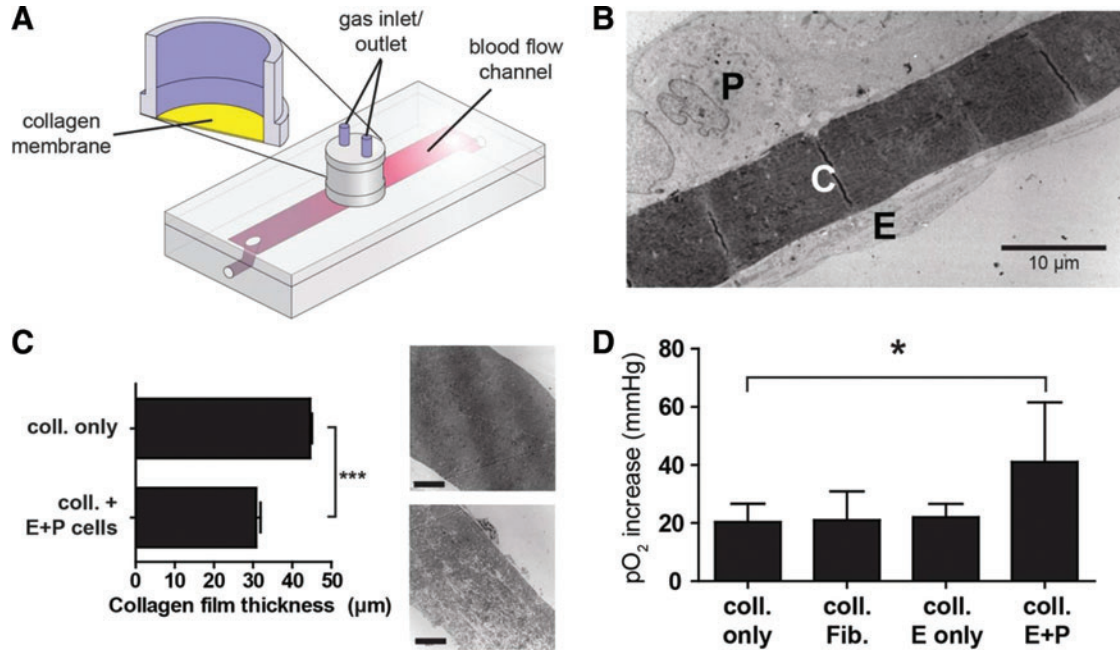 A
gas inlet/
outlet
blood flow
channel
collagen
membrane
B
P
C
E
10 µm
C
coll. only
coll. +
E+P cells
***
0 10 20 30 40 50
Collagen film thickness (µm)
D
*
pO₂ increase (mmHg)
80
60
40
20
0
coll. only
coll. Fib.
coll. E only
coll. E+P